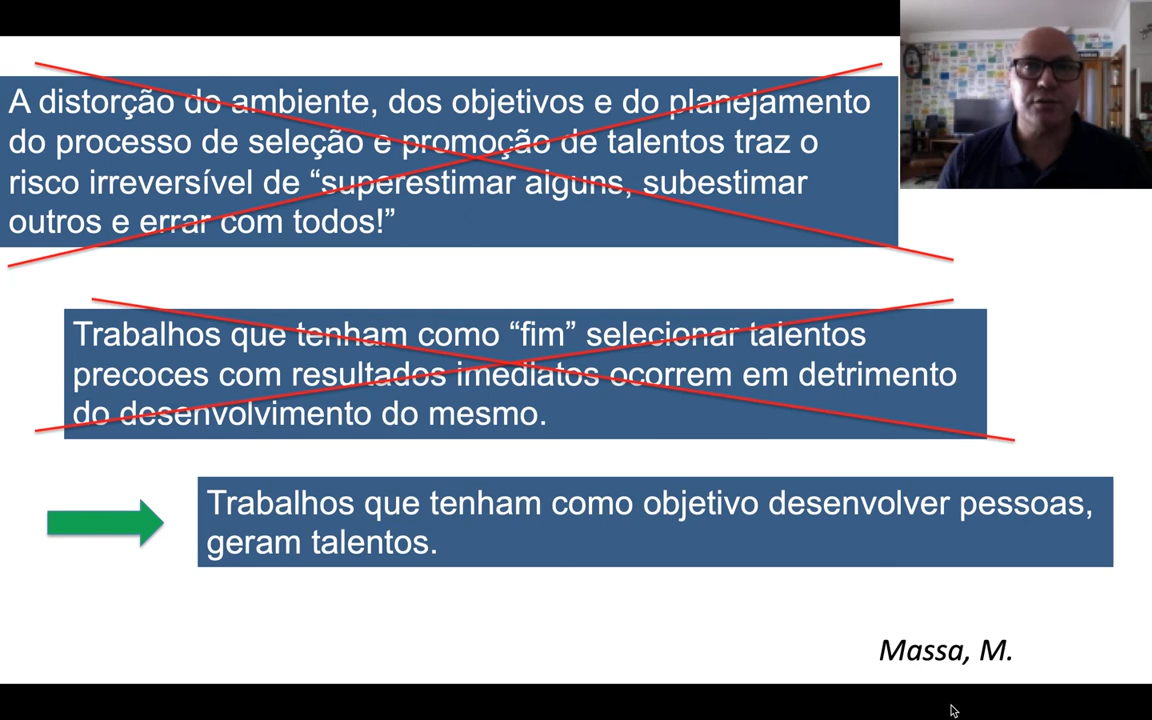 A distorção do ambiente, dos objetivos e do planejamento
do processo de seleção e promoção de talentos traz o
risco irreversível de “superestimar alguns, subestimar
outros e errar com todos!”
Trabalhos que tenham como “fim” selecionar talentos
precoces com resultados imediatos ocorrem em detrimento
do desenvolvimento do mesmo.
Trabalhos que tenham como objetivo desenvolver pessoas,
geram talentos.
Massa, M.